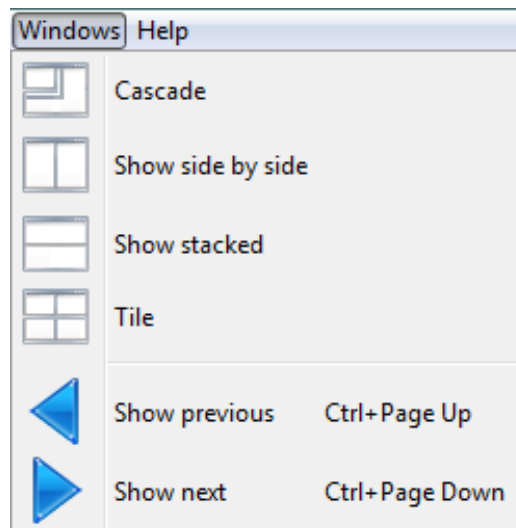 Windows Help
Cascade
Show side by side
Show stacked
Tile
Show previous Ctrl+Page Up
Show next Ctrl+Page Down